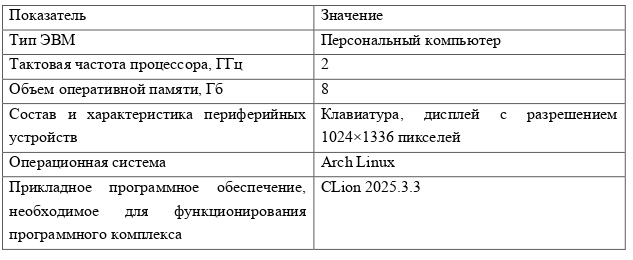 Показатель Значение
Тип ЭВМ Персональный компьютер
Тактовая частота процессора, ГГц 2
Объем оперативной памяти, Гб 8
Состав и характеристика периферийных Клавиатура, дисплей с разрешением
устройств 1024×1336 пикселей
Операционная система Arch Linux
Прикладное программное обеспечение, CLion 2025.3.3
необходимое для функционирования
программного комплекса